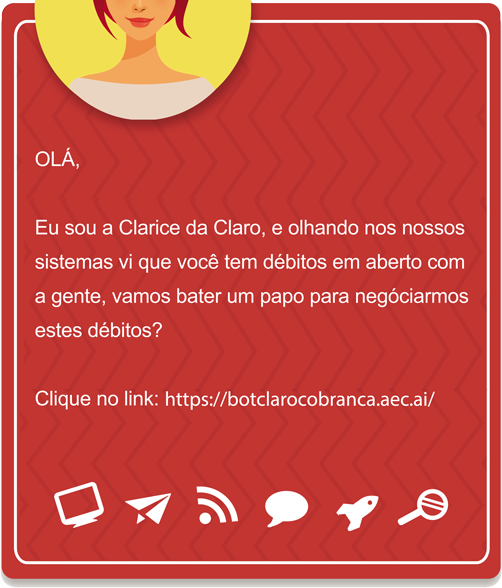 OLÁ,
Eu sou a Clarice da Claro, e olhando nos nossos
sistemas vi que você tem débitos em aberto com
a gente, vamos bater um papo para negóciarmos
estes débitos?
Clique no link: https://botclarocobranca.aec.ai/